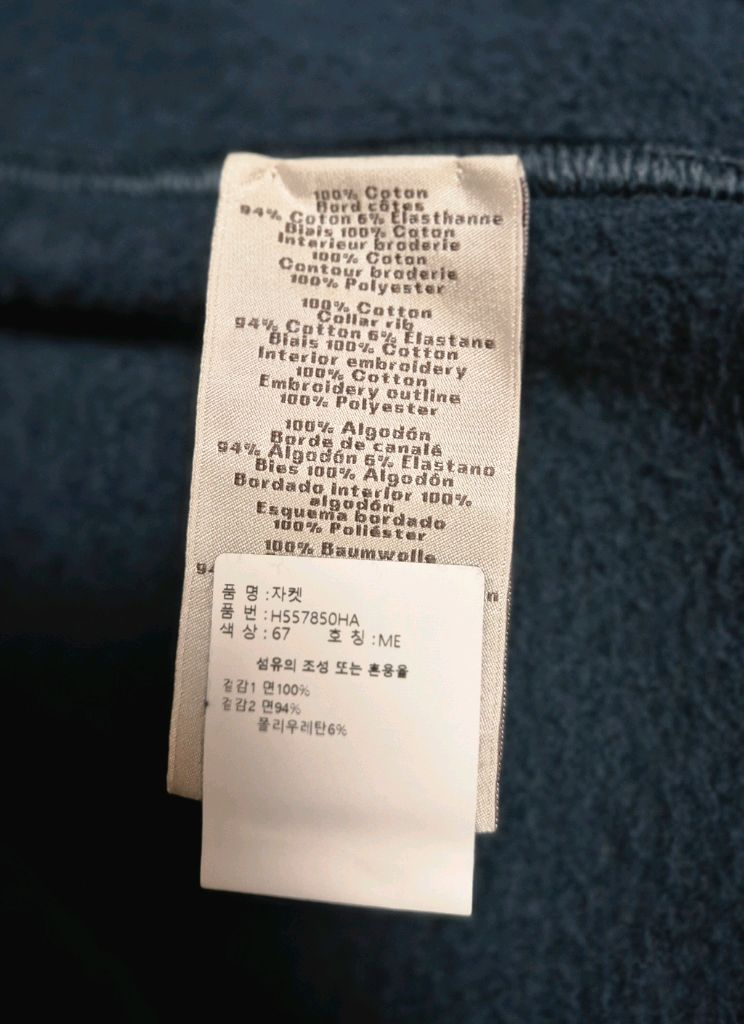 100% Coton
Bord côtes
94% Coton 6% Elasthanne
Biais 100% Coton
Interieur broderie
100% Coton
Contour broderie
100% Polyester
100% Cotton
Collar rib
94% Cotton 6% Elastane
Biais 100% Cotton
Interior embroidery
100% Cotton
Embroidery outline
100% Polyester
100% Algodón
Borde de canalé
94% Algodón 6% Elastano
Bies 100% Algodón
Bordado interior 100%
algodón
Esquema bordado
100% Poliéster
100% Baumwolle
품 명 : 자켓
품 번 : H557850HA
색 상 : 67 호 칭 : ME
섬유의 조성 또는 혼용율
겉감1 면100%
겉감2 면94%
폴리우레탄6%